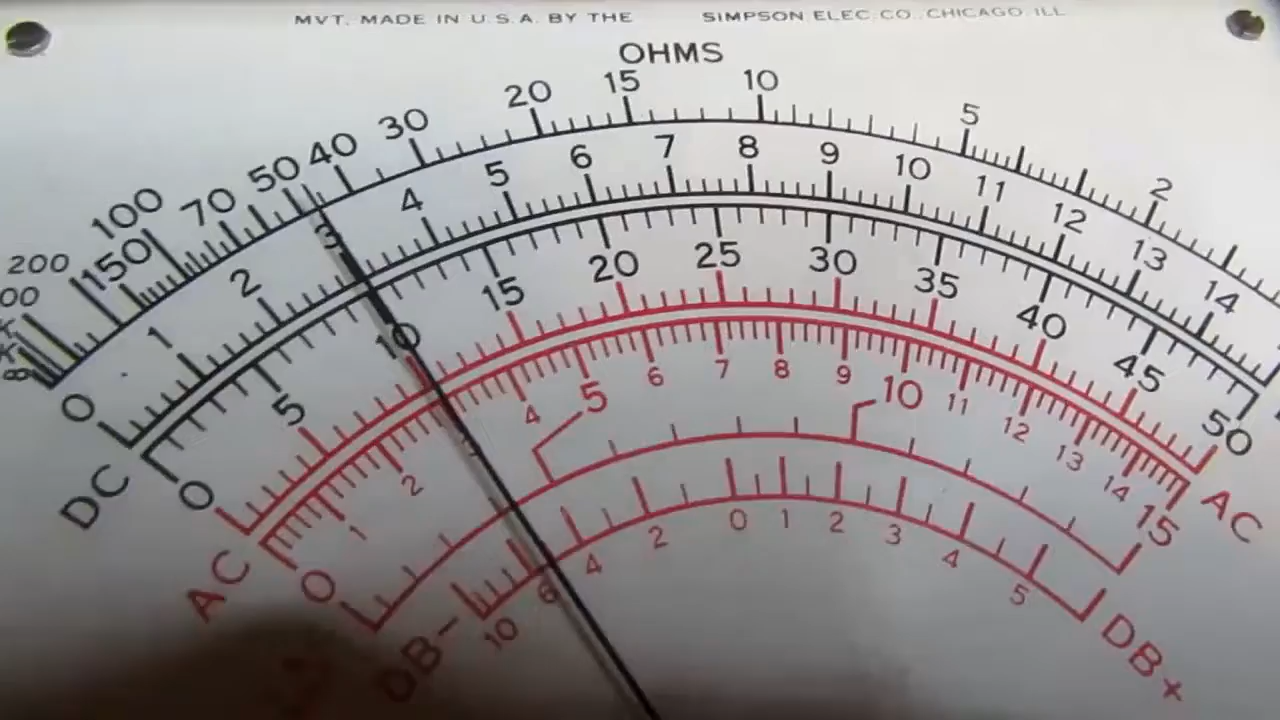 MVT. MADE IN U.S.A. BY THE SIMPSON ELEC. CO., CHICAGO ILL
OHMS
200 150 100 70 50 40 30 20 15 10 5 2
∞
0 1 2 3 4 5 6 7 8 9 10 11 12 13 14
DC
0 5 10 15 20 25 30 35 40 45 50
AC AC
0 1 2 4 5 6 7 8 9 10 11 12 13 14 15
5 10
DB- 10 6 4 2 0 1 2 3 4 5 DB+